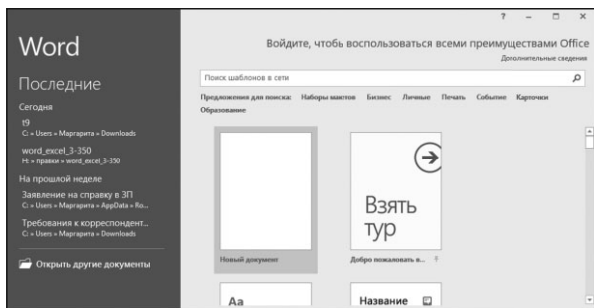 ? – □ ×
Word
Войдите, чтобы воспользоваться всеми преимуществами Office
Дополнительные сведения
Последние
Поиск шаблонов в сети
Предложения для поиска: Наборы макетов Бизнес Личные Печать Событие Карточки
Образование
Сегодня
t9
C: » Users » Маргарита » Downloads
word_excel_3-350
H: » правки » word_excel_3-350
На прошлой неделе
Заявление на справку в ЗП
C: » Users » Маргарита » AppData » Ro...
Требования к корреспондент...
C: » Users » Маргарита » Downloads
Открыть другие документы
Взять
тур
Новый документ
Добро пожаловать в...
Aa
Название